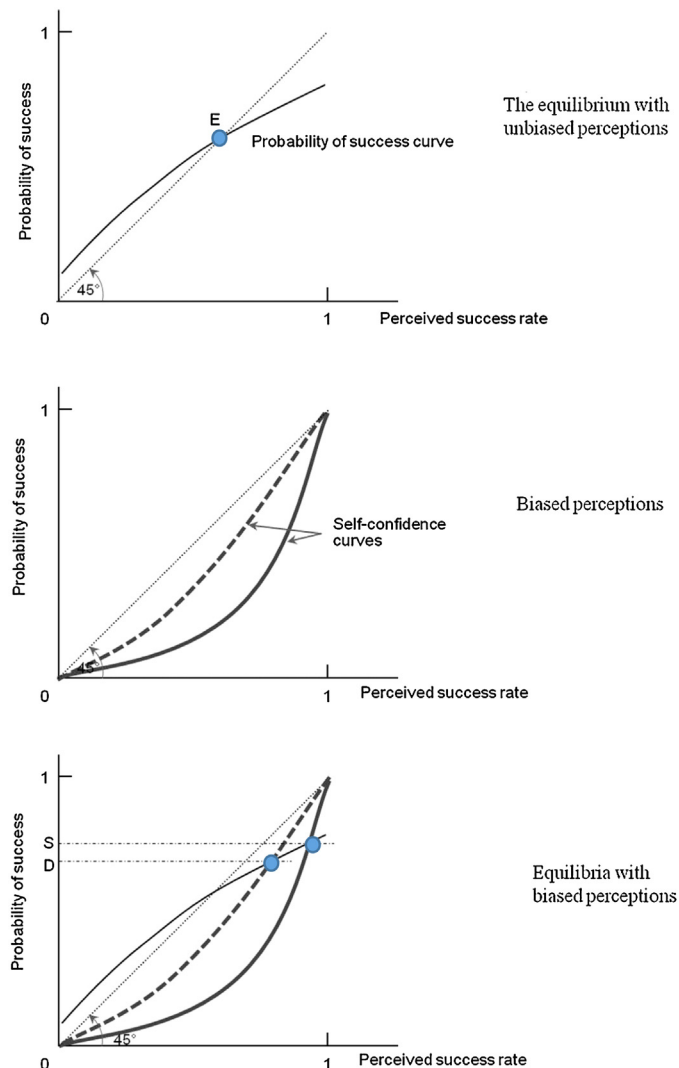 1
E
Probability of success
Probability of success curve
The equilibrium with
unbiased perceptions
45°
0
1
Perceived success rate
1
Probability of success
Self-confidence
curves
Biased perceptions
45°
0
1
Perceived success rate
1
Probability of success
S
D
Equilibria with
biased perceptions
45°
0
1
Perceived success rate